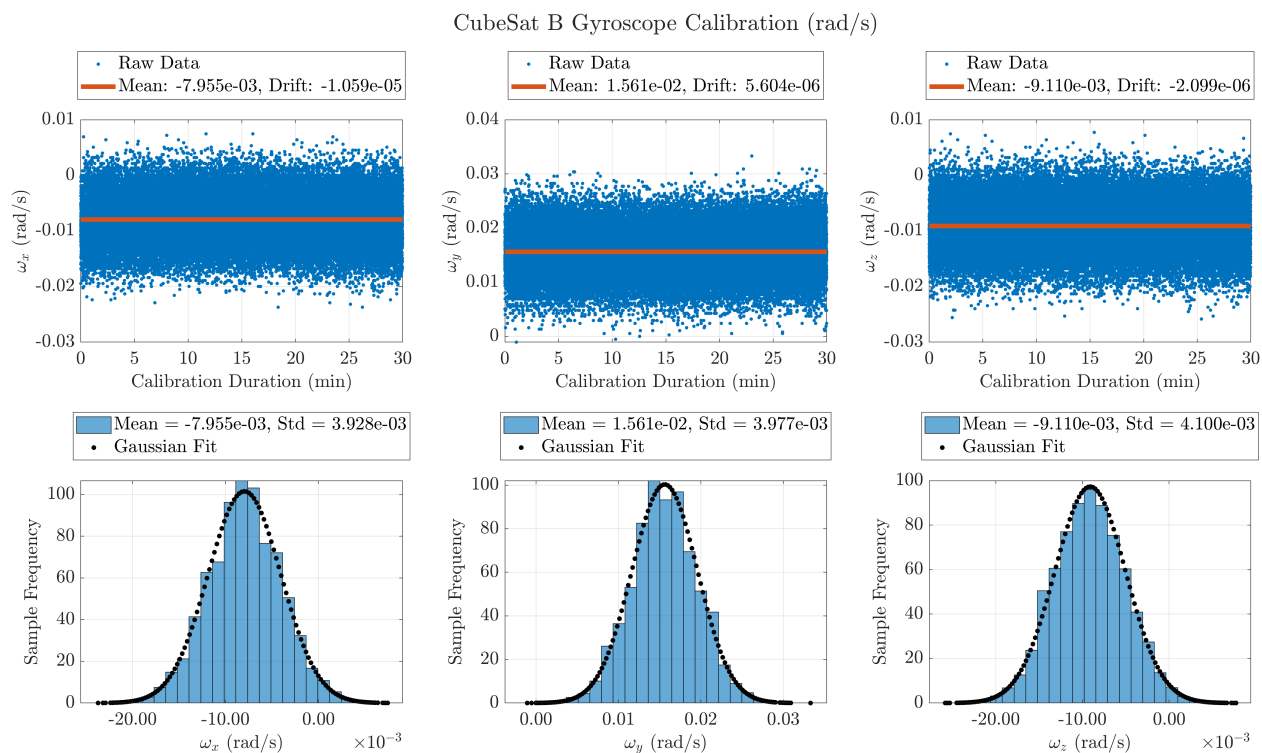 CubeSat B Gyroscope Calibration (rad/s)
Raw Data
Mean: -7.955e-03, Drift: -1.059e-05
0.01
0
-0.01
-0.02
-0.03
ωx (rad/s)
0 5 10 15 20 25 30
Calibration Duration (min)
Raw Data
Mean: 1.561e-02, Drift: 5.604e-06
0.04
0.03
0.02
0.01
0
ωy (rad/s)
0 5 10 15 20 25 30
Calibration Duration (min)
Raw Data
Mean: -9.110e-03, Drift: -2.099e-06
0.01
0
-0.01
-0.02
-0.03
ωz (rad/s)
0 5 10 15 20 25 30
Calibration Duration (min)
Mean = -7.955e-03, Std = 3.928e-03
Gaussian Fit
100
80
60
40
20
0
Sample Frequency
-20.00 -10.00 0.00
ωx (rad/s)
×10⁻³
Mean = 1.561e-02, Std = 3.977e-03
Gaussian Fit
100
80
60
40
20
0
Sample Frequency
0.00 0.01 0.02 0.03
ωy (rad/s)
Mean = -9.110e-03, Std = 4.100e-03
Gaussian Fit
100
80
60
40
20
0
Sample Frequency
-20.00 -10.00 0.00
ωz (rad/s)
×10⁻³